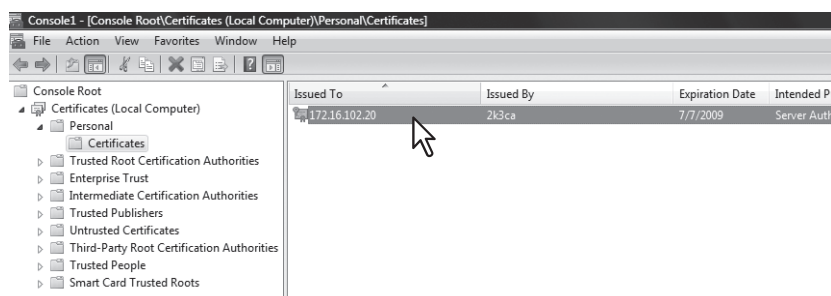 Console1 - [Console Root\Certificates (Local Computer)\Personal\Certificates]
File Action View Favorites Window Help
Console Root
Certificates (Local Computer)
Personal
Certificates
Trusted Root Certification Authorities
Enterprise Trust
Intermediate Certification Authorities
Trusted Publishers
Untrusted Certificates
Third-Party Root Certification Authorities
Trusted People
Smart Card Trusted Roots
Issued To Issued By Expiration Date Intended P
172.16.102.20 2k3ca 7/7/2009 Server Auth